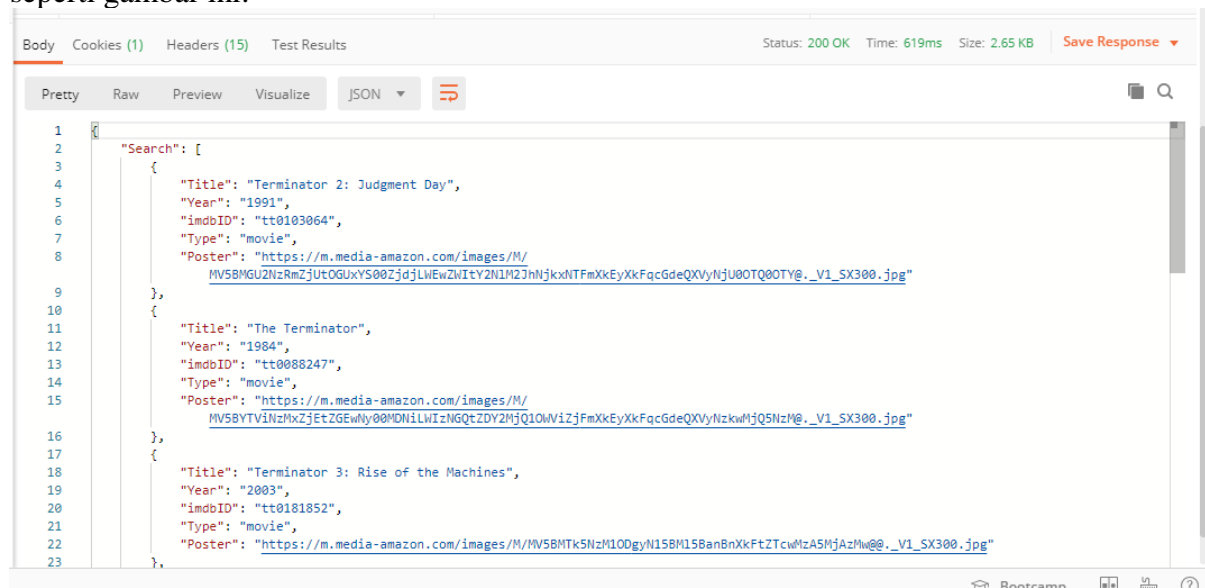 seperti gambar ini:
Body Cookies (1) Headers (15) Test Results Status: 200 OK Time: 619ms Size: 2.65 KB Save Response
Pretty Raw Preview Visualize JSON
1 {
2 "Search": [
3 {
4 "Title": "Terminator 2: Judgment Day",
5 "Year": "1991",
6 "imdbID": "tt0103064",
7 "Type": "movie",
8 "Poster": "https://m.media-amazon.com/images/M/
MV5BMGU2NzRmZjUtOGUxYS00ZjdjLWEwZWItY2NlM2JhNjkxNTFmXkEyXkFqcGdeQXVyNjU0OTQ0OTY@._V1_SX300.jpg"
9 },
10 {
11 "Title": "The Terminator",
12 "Year": "1984",
13 "imdbID": "tt0088247",
14 "Type": "movie",
15 "Poster": "https://m.media-amazon.com/images/M/
MV5BYTViNzMxZjEtZGEwNy00MDNiLWIzNGQtZDY2MjQ1OWViZjFmXkEyXkFqcGdeQXVyNzkwMjQ5NzM@._V1_SX300.jpg"
16 },
17 {
18 "Title": "Terminator 3: Rise of the Machines",
19 "Year": "2003",
20 "imdbID": "tt0181852",
21 "Type": "movie",
22 "Poster": "https://m.media-amazon.com/images/M/MV5BMTk5NzM1ODgyN15BMl5BanBnXkFtZTcwMzA5MjAzMw@@._V1_SX300.jpg"
23 },
Bootcamp